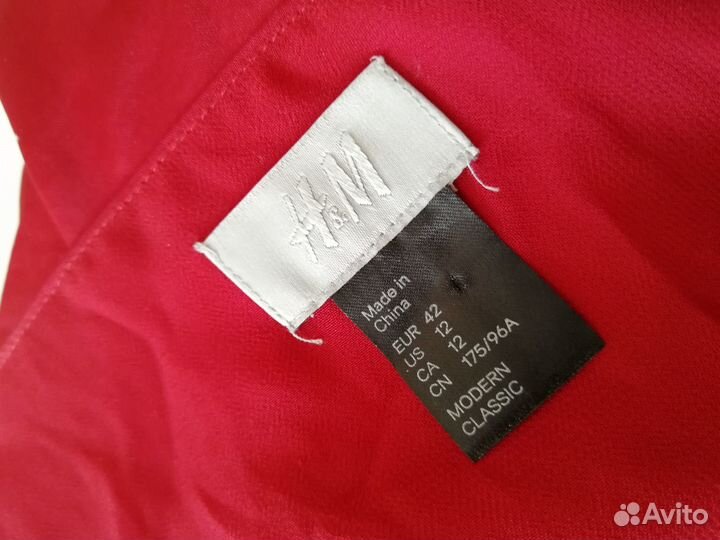 H&M
Made in
China
EUR 42
US 12
CA 12
CN 175/96A
MODERN
CLASSIC
Avito